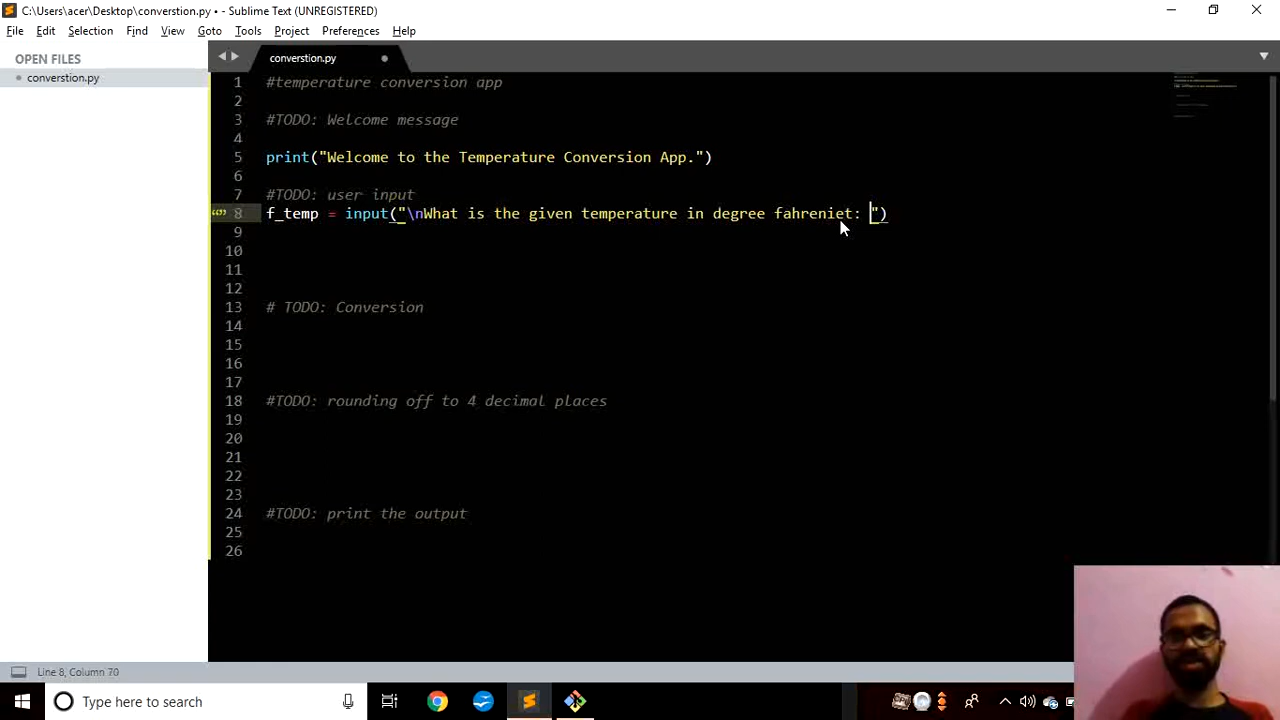 C:\Users\acer\Desktop\converstion.py • - Sublime Text (UNREGISTERED)
File Edit Selection Find View Goto Tools Project Preferences Help
OPEN FILES
converstion.py
converstion.py
1 #temperature conversion app
2
3 #TODO: Welcome message
4
5 print("Welcome to the Temperature Conversion App.")
6
7 #TODO: user input
8 f_temp = input("\nWhat is the given temperature in degree fahreniet: ")
9
10
11
12
13 # TODO: Conversion
14
15
16
17
18 #TODO: rounding off to 4 decimal places
19
20
21
22
23
24 #TODO: print the output
25
26
Line 8, Column 70
Type here to search